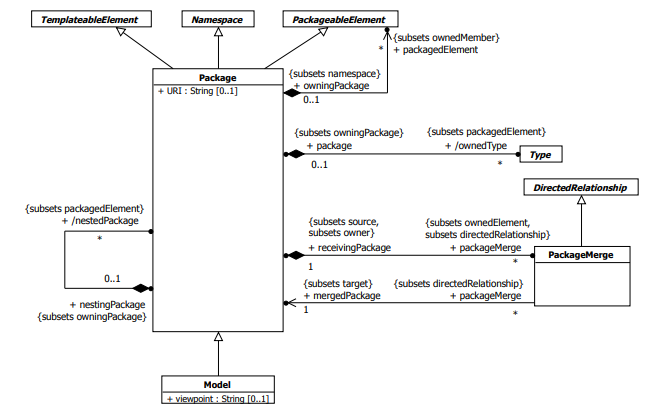 TemplateableElement
Namespace
PackageableElement
{subsets ownedMember}
* + packagedElement
Package
+ URI : String [0..1]
{subsets namespace}
+ owningPackage
0..1
{subsets owningPackage}
+ package
0..1
{subsets packagedElement}
+ /ownedType
*
Type
DirectedRelationship
{subsets packagedElement}
+ /nestedPackage
*
0..1
+ nestingPackage
{subsets owningPackage}
{subsets source,
subsets owner}
+ receivingPackage
1
{subsets ownedElement,
subsets directedRelationship}
+ packageMerge
*
PackageMerge
{subsets target}
+ mergedPackage
1
{subsets directedRelationship}
+ packageMerge
*
Model
+ viewpoint : String [0..1]